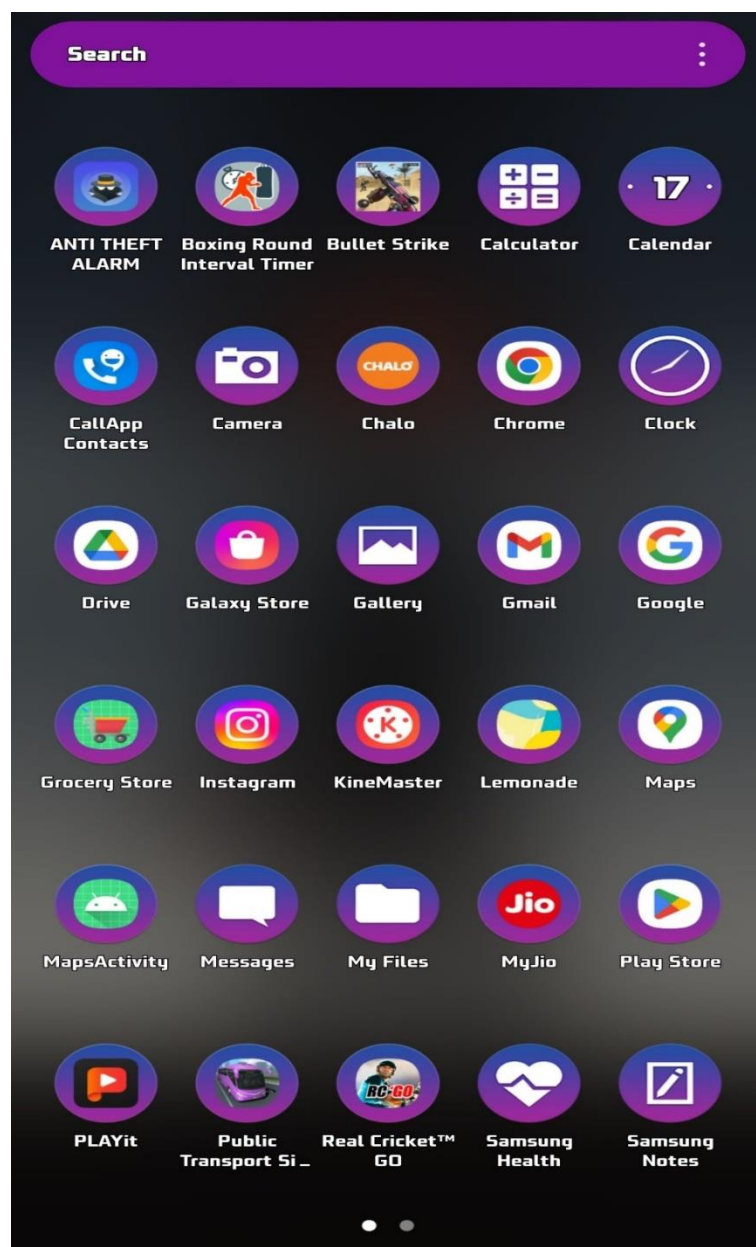 Search
17
ANTI THEFT
ALARM
Boxing Round
Interval Timer
Bullet Strike
Calculator
Calendar
CHALO
CallApp
Contacts
Camera
Chalo
Chrome
Clock
Drive
Galaxy Store
Gallery
Gmail
Google
K
Grocery Store
Instagram
KineMaster
Lemonade
Maps
Jio
MapsActivity
Messages
My Files
MyJio
Play Store
RC-GO
PLAYit
Public
Transport Si...
Real Cricket™
GO
Samsung
Health
Samsung
Notes